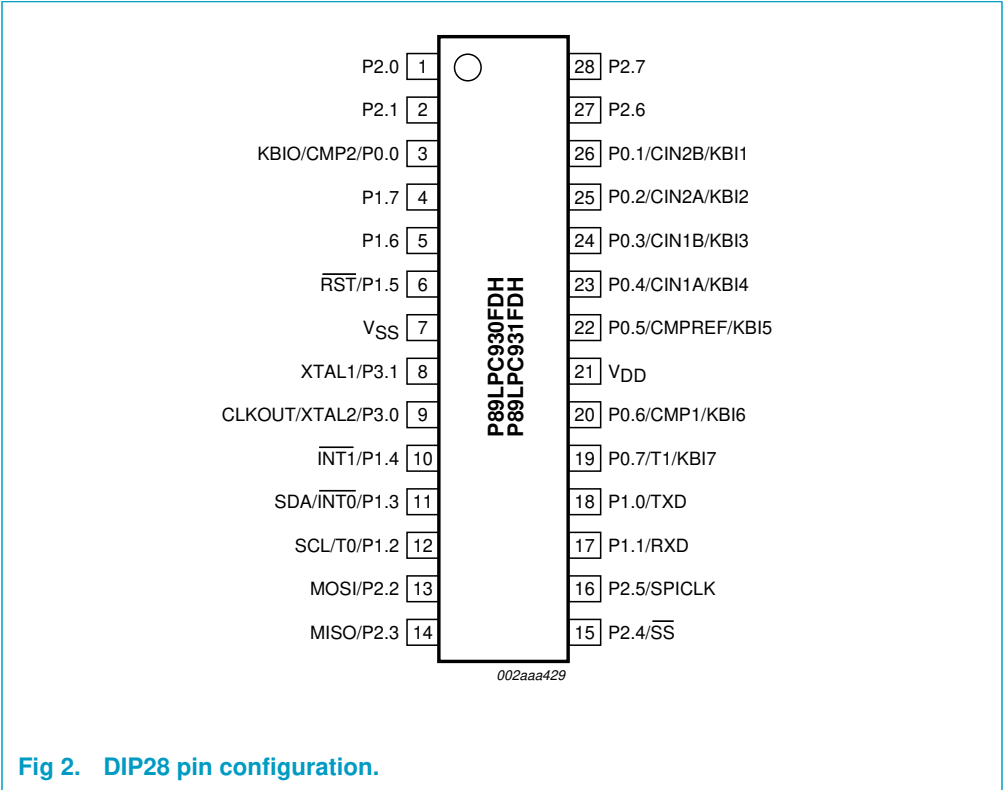 P2.0 1
P2.1 2
KBIO/CMP2/P0.0 3
P1.7 4
P1.6 5
R̅S̅T̅/P1.5 6
VSS 7
XTAL1/P3.1 8
CLKOUT/XTAL2/P3.0 9
I̅N̅T̅1̅/P1.4 10
SDA/I̅N̅T̅0̅/P1.3 11
SCL/T0/P1.2 12
MOSI/P2.2 13
MISO/P2.3 14
P89LPC930FDH
P89LPC931FDH
28 P2.7
27 P2.6
26 P0.1/CIN2B/KBI1
25 P0.2/CIN2A/KBI2
24 P0.3/CIN1B/KBI3
23 P0.4/CIN1A/KBI4
22 P0.5/CMPREF/KBI5
21 VDD
20 P0.6/CMP1/KBI6
19 P0.7/T1/KBI7
18 P1.0/TXD
17 P1.1/RXD
16 P2.5/SPICLK
15 P2.4/S̅S̅
002aaa429
Fig 2. DIP28 pin configuration.